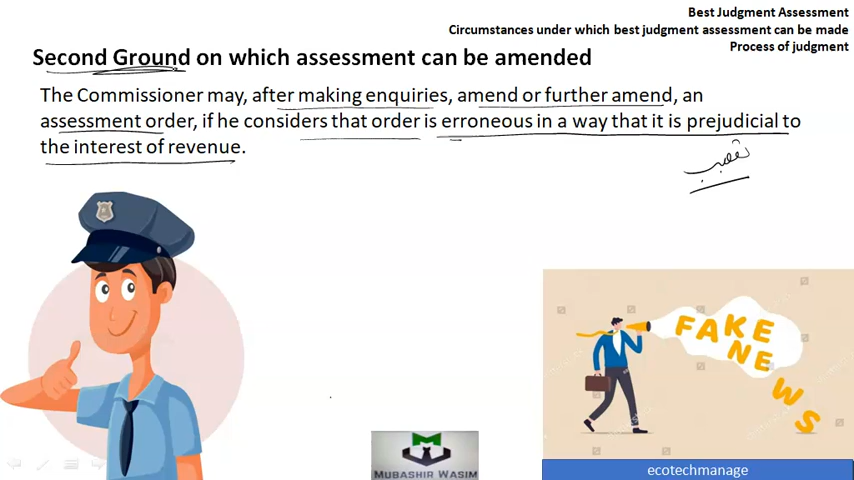 Best Judgment Assessment
Circumstances under which best judgment assessment can be made
Process of judgment
Second Ground on which assessment can be amended
The Commissioner may, after making enquiries, amend or further amend, an
assessment order, if he considers that order is erroneous in a way that it is prejudicial to
the interest of revenue.
تعصب
FAKE
NEWS
MUBASHIR WASIM
ecotechmanage